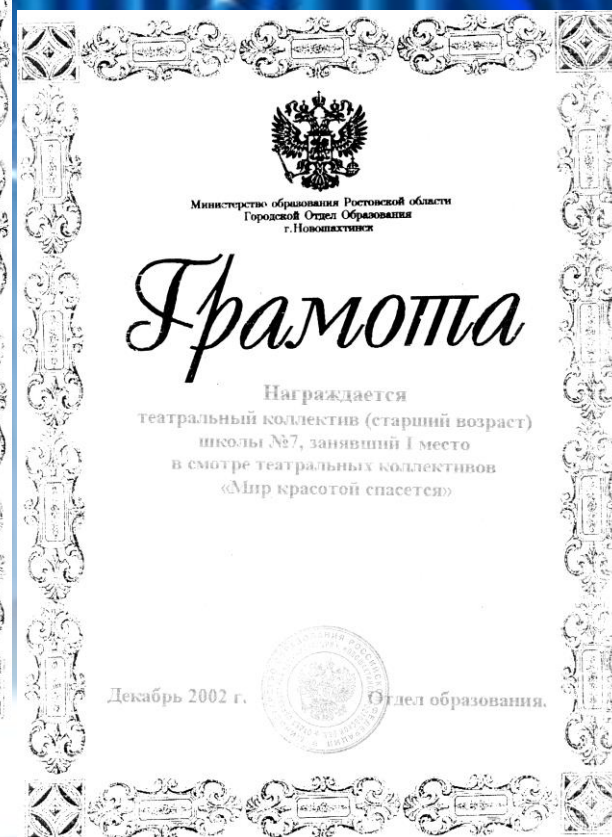 Министерство образования Ростовской области
Городской Отдел Образования
г.Новошахтинск
Грамота
Награждается
театральный коллектив (старший возраст)
школы №7, занявший I место
в смотре театральных коллективов
«Мир красотой спасется»
Декабрь 2002 г.
Отдел образования.